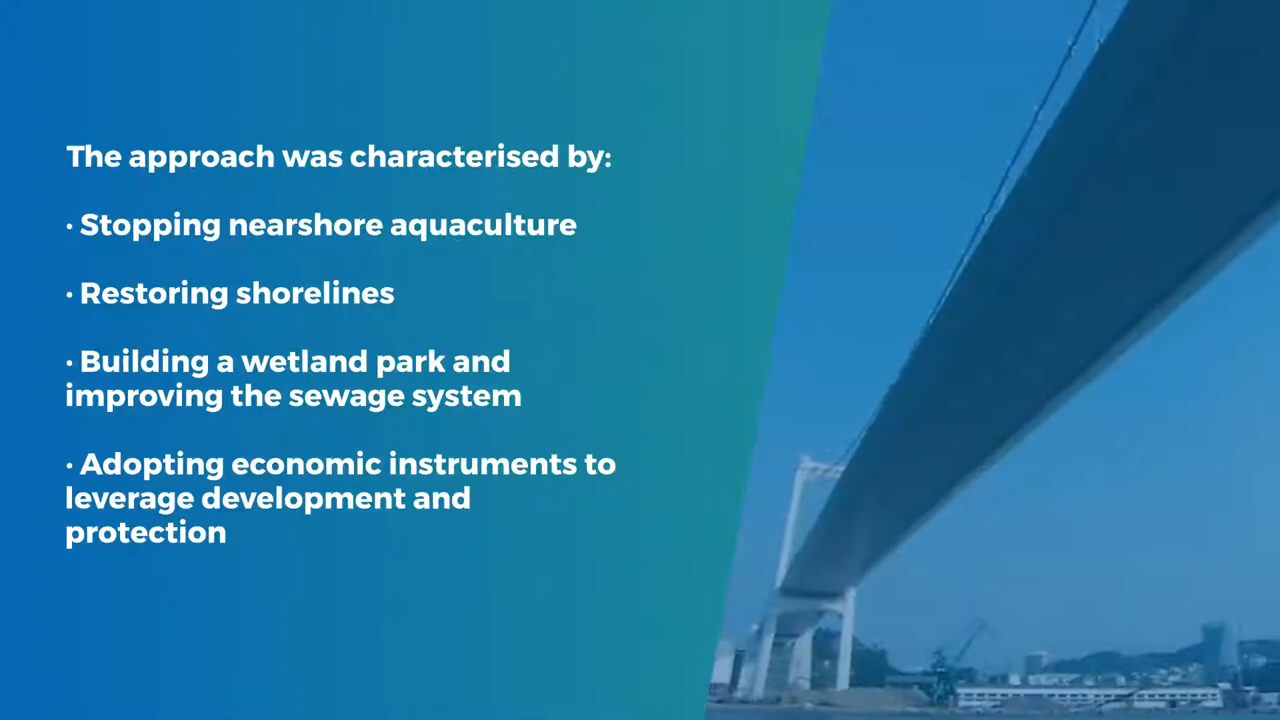 The approach was characterised by:
· Stopping nearshore aquaculture
· Restoring shorelines
· Building a wetland park and
improving the sewage system
· Adopting economic instruments to
leverage development and
protection